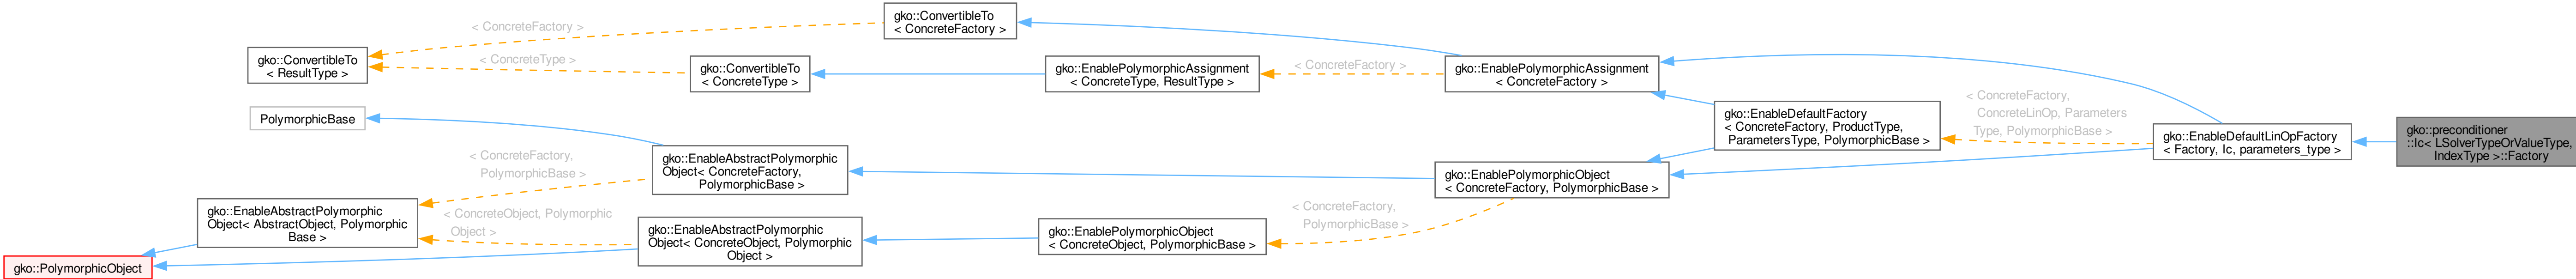 gko::ConvertibleTo
< ConcreteFactory >
< ConcreteFactory >
gko::ConvertibleTo
< ResultType >
< ConcreteType >
gko::ConvertibleTo
< ConcreteType >
gko::EnablePolymorphicAssignment
< ConcreteType, ResultType >
< ConcreteFactory >
gko::EnablePolymorphicAssignment
< ConcreteFactory >
PolymorphicBase
gko::EnableDefaultFactory
< ConcreteFactory, ProductType,
ParametersType, PolymorphicBase >
< ConcreteFactory,
ConcreteLinOp, Parameters
Type, PolymorphicBase >
gko::EnableDefaultLinOpFactory
< Factory, Ic, parameters_type >
gko::preconditioner
::Ic< LSolverTypeOrValueType,
IndexType >::Factory
< ConcreteFactory,
PolymorphicBase >
gko::EnableAbstractPolymorphic
Object< ConcreteFactory,
PolymorphicBase >
gko::EnablePolymorphicObject
< ConcreteFactory, PolymorphicBase >
gko::EnableAbstractPolymorphic
Object< AbstractObject, Polymorphic
Base >
< ConcreteObject, Polymorphic
Object >
gko::EnableAbstractPolymorphic
Object< ConcreteObject, Polymorphic
Object >
gko::EnablePolymorphicObject
< ConcreteObject, PolymorphicBase >
< ConcreteFactory,
PolymorphicBase >
gko::PolymorphicObject